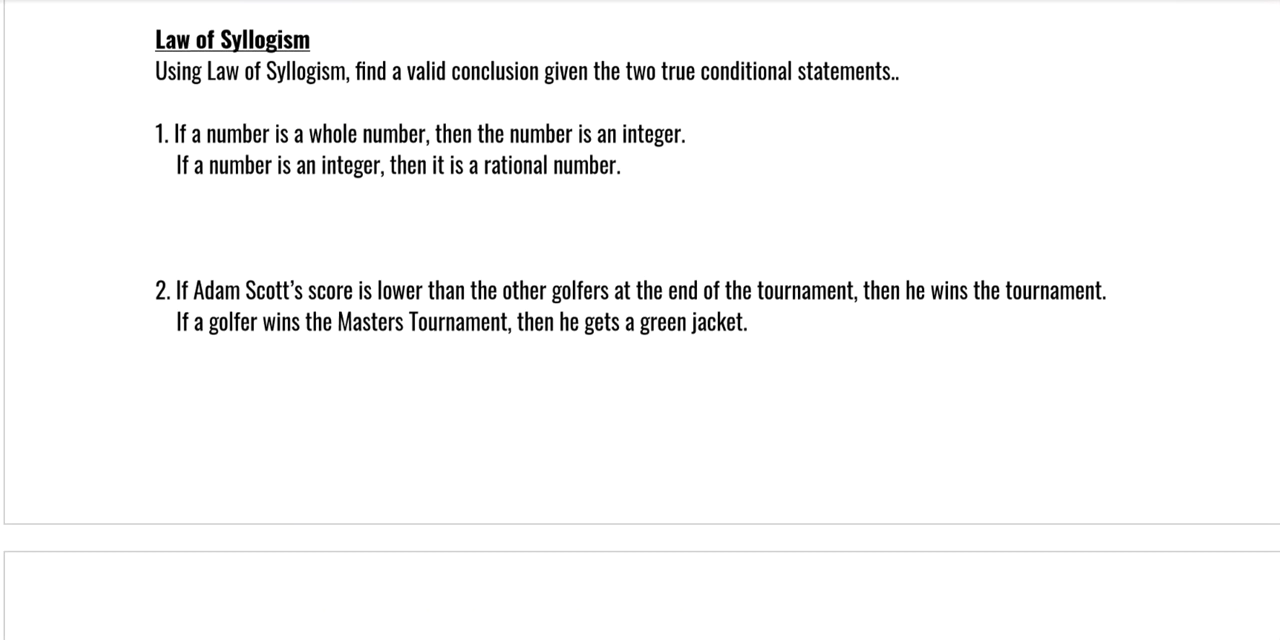 Law of Syllogism
Using Law of Syllogism, find a valid conclusion given the two true conditional statements..
1. If a number is a whole number, then the number is an integer.
If a number is an integer, then it is a rational number.
2. If Adam Scott’s score is lower than the other golfers at the end of the tournament, then he wins the tournament.
If a golfer wins the Masters Tournament, then he gets a green jacket.